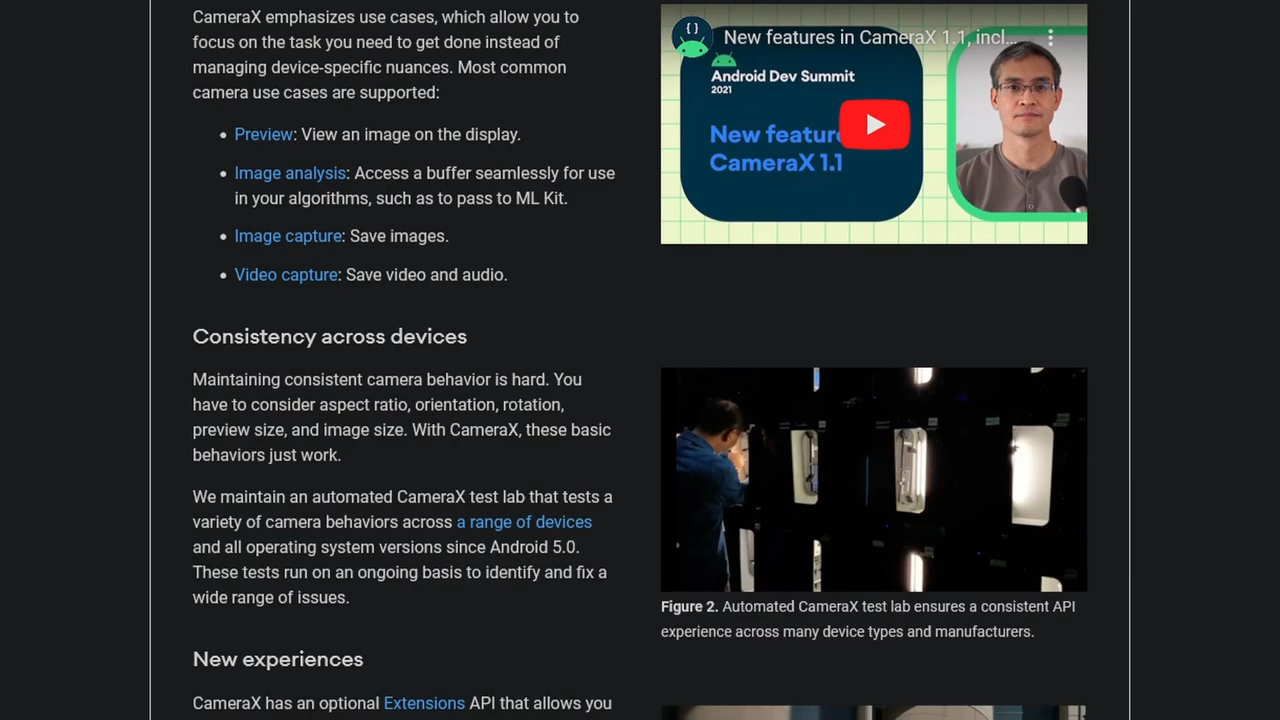 CameraX emphasizes use cases, which allow you to
focus on the task you need to get done instead of
managing device-specific nuances. Most common
camera use cases are supported:
• Preview: View an image on the display.
• Image analysis: Access a buffer seamlessly for use
in your algorithms, such as to pass to ML Kit.
• Image capture: Save images.
• Video capture: Save video and audio.
{ }
New features in CameraX 1.1, incl...
Android Dev Summit
2021
New featur
CameraX 1.1
Consistency across devices
Maintaining consistent camera behavior is hard. You
have to consider aspect ratio, orientation, rotation,
preview size, and image size. With CameraX, these basic
behaviors just work.
We maintain an automated CameraX test lab that tests a
variety of camera behaviors across a range of devices
and all operating system versions since Android 5.0.
These tests run on an ongoing basis to identify and fix a
wide range of issues.
Figure 2. Automated CameraX test lab ensures a consistent API
experience across many device types and manufacturers.
New experiences
CameraX has an optional Extensions API that allows you